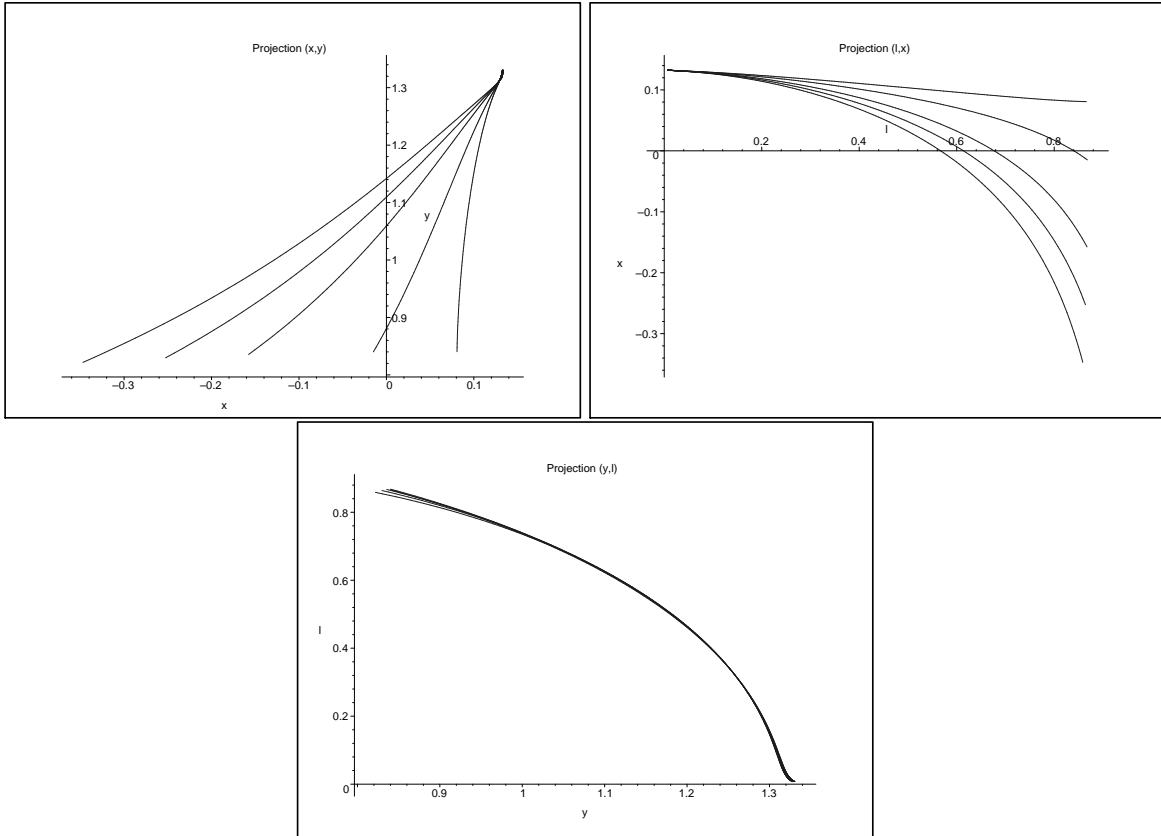 Projection (x,y)
1.3
1.2
1.1
y
1
0.9
–0.3 –0.2 –0.1 0 0.1
x
Projection (l,x)
0.1
l
0.2 0.4 0.6 0.8
0
–0.1
x
–0.2
–0.3
Projection (y,l)
0.8
0.6
l
0.4
0.2
0
0.9 1 1.1 1.2 1.3
y